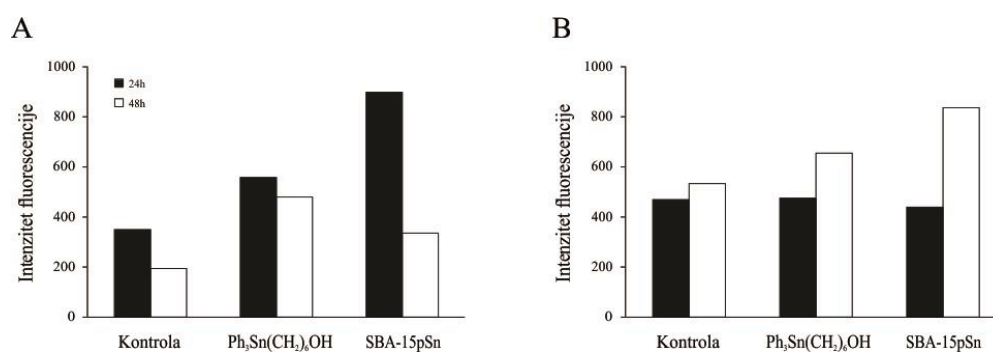 A
Intenzitet fluorescencije
1000
800
600
400
200
0
24h
48h
Kontrola Ph₃Sn(CH₂)₆OH SBA-15pSn
B
Intenzitet fluorescencije
1000
800
600
400
200
0
Kontrola Ph₃Sn(CH₂)₆OH SBA-15pSn